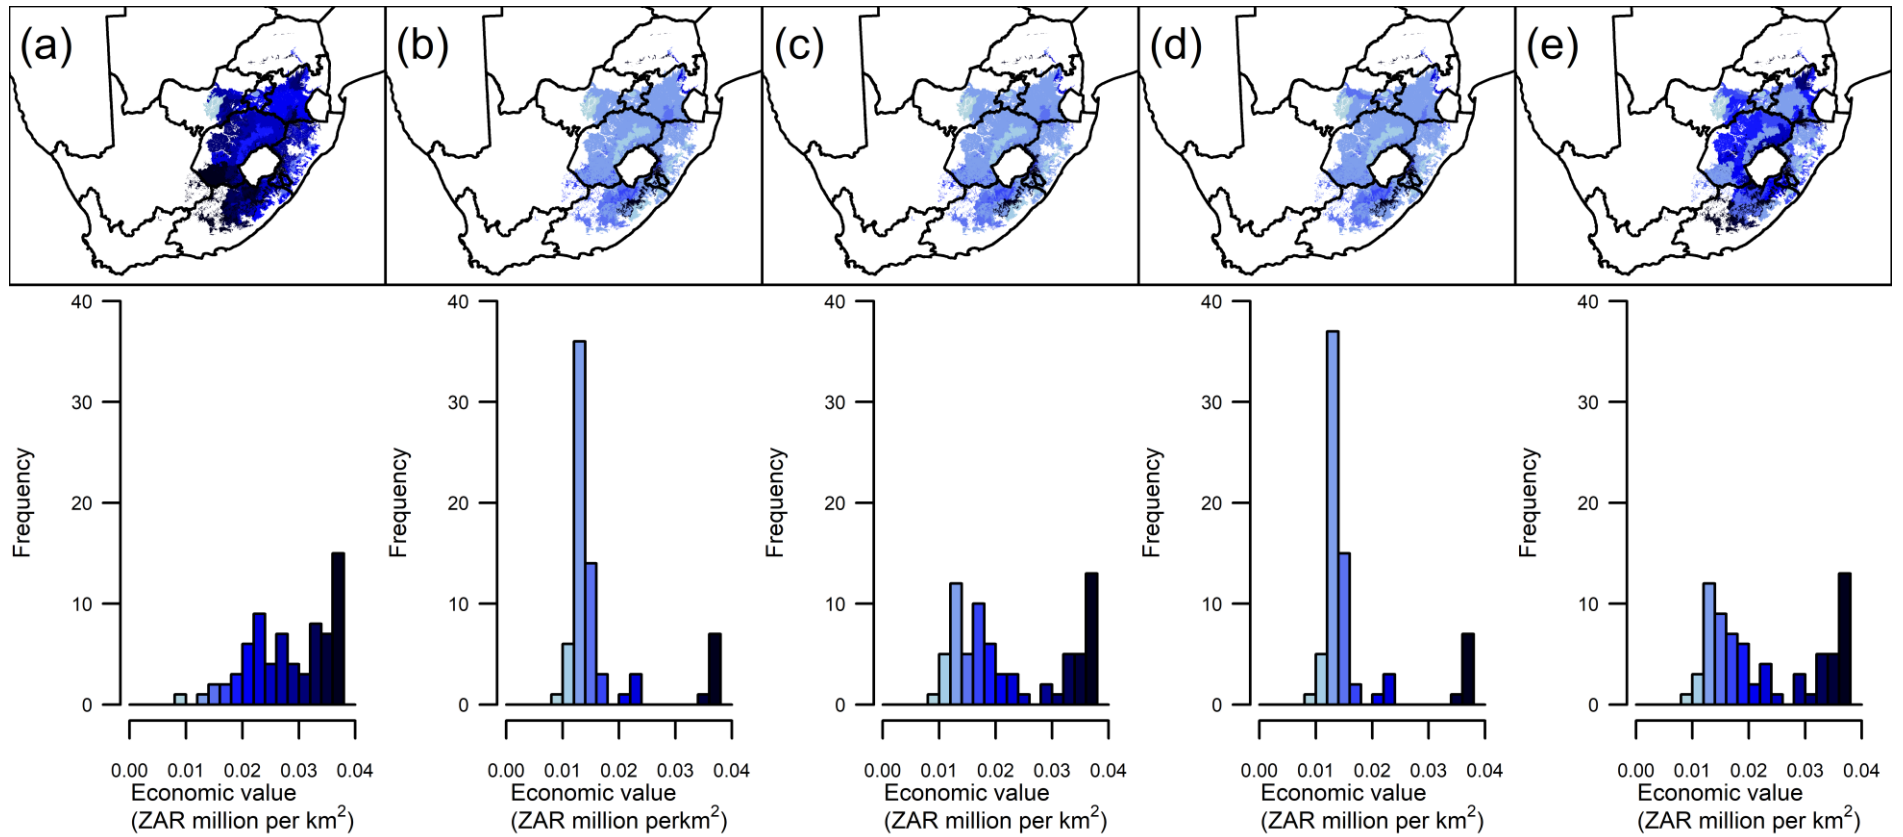 (a) (b) (c) (d) (e)
40 40 40 40 40
30 30 30 30 30
20 20 20 20 20
10 10 10 10 10
0 0 0 0 0
Frequency Frequency Frequency Frequency Frequency
0.00 0.01 0.02 0.03 0.04 0.00 0.01 0.02 0.03 0.04 0.00 0.01 0.02 0.03 0.04 0.00 0.01 0.02 0.03 0.04 0.00 0.01 0.02 0.03 0.04
Economic value Economic value Economic value Economic value Economic value
(ZAR million per km²) (ZAR million perkm²) (ZAR million per km²) (ZAR million per km²) (ZAR million per km²)